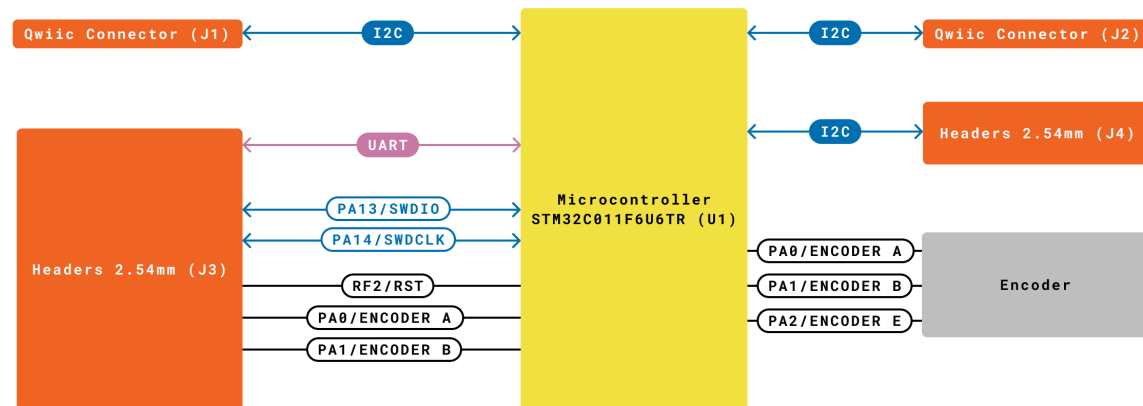 Qwiic Connector (J1)
I2C
I2C
Qwiic Connector (J2)
I2C
Headers 2.54mm (J4)
UART
Microcontroller
STM32C011F6U6TR (U1)
PA13/SWDIO
PA14/SWDCLK
Headers 2.54mm (J3)
RF2/RST
PA0/ENCODER A
PA1/ENCODER B
PA0/ENCODER A
PA1/ENCODER B
PA2/ENCODER E
Encoder